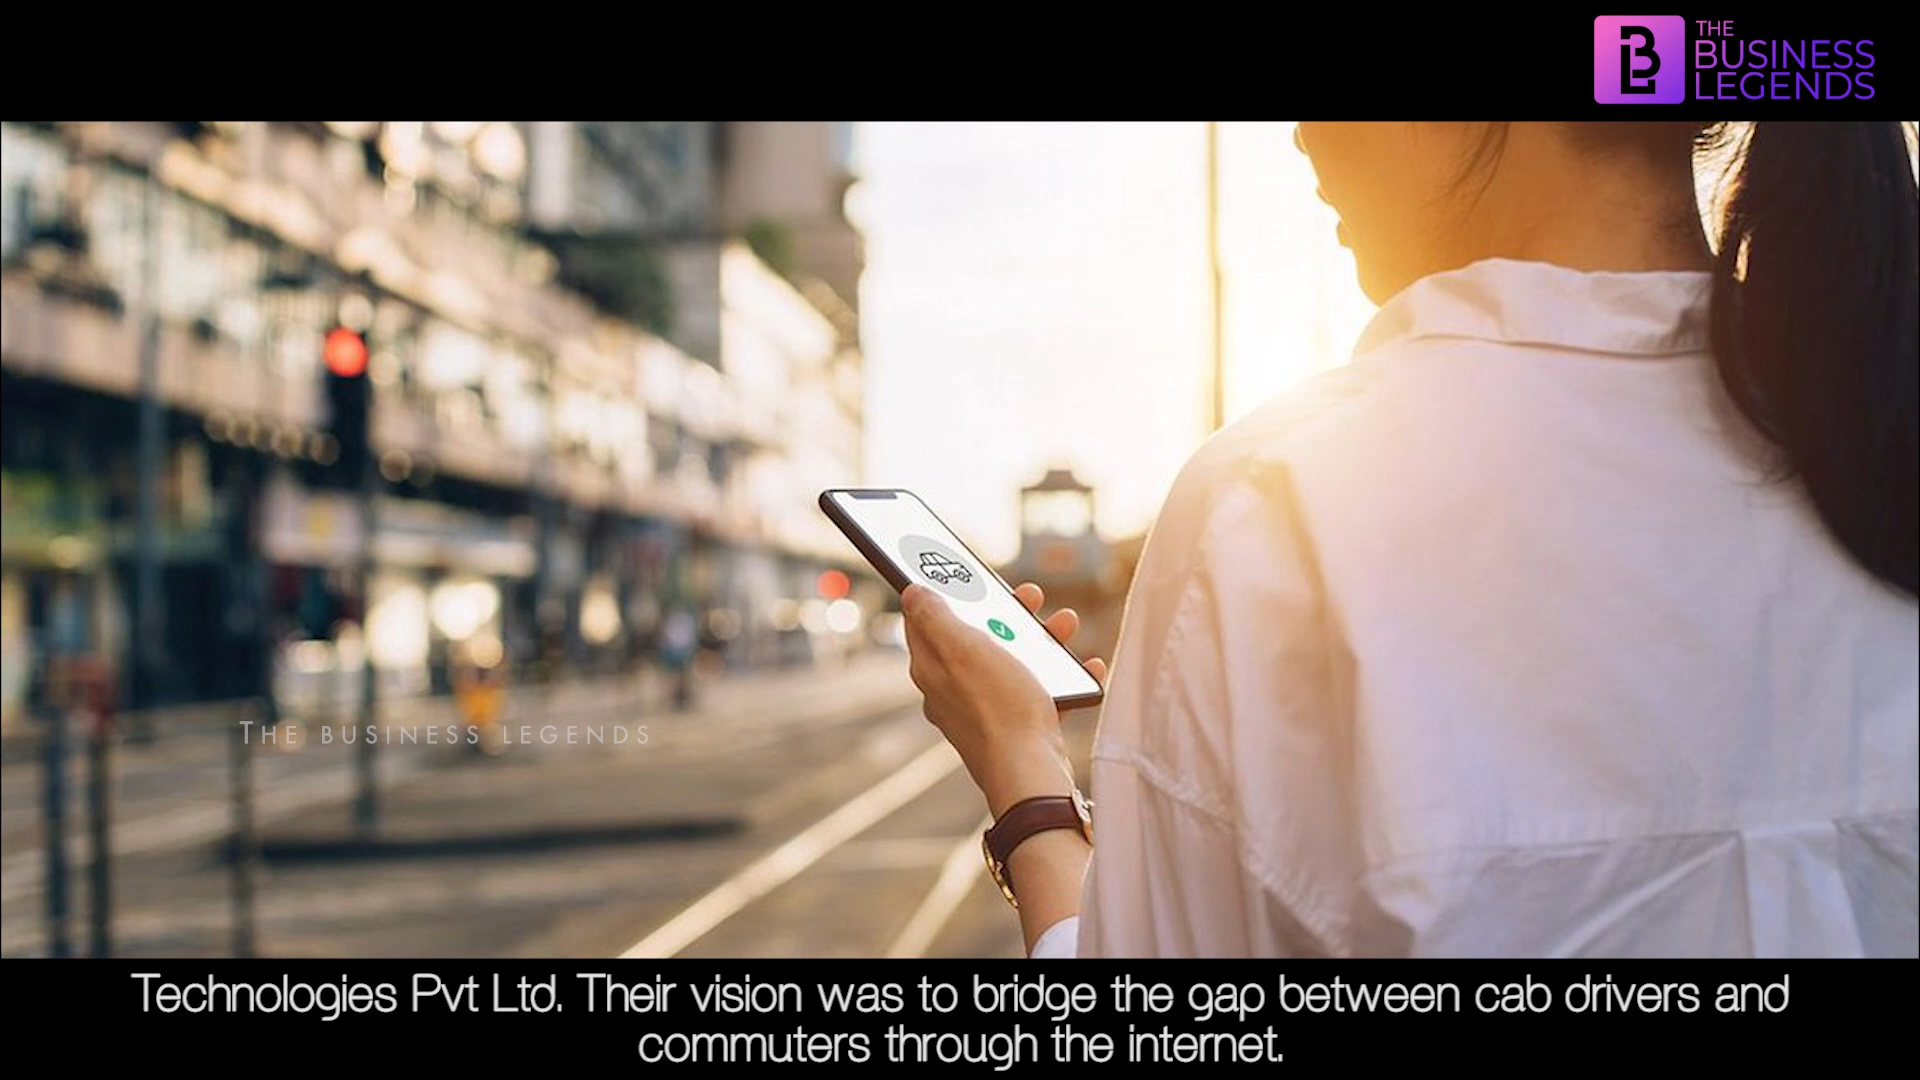 THE
BUSINESS
LEGENDS
THE BUSINESS LEGENDS
Technologies Pvt Ltd. Their vision was to bridge the gap between cab drivers and
commuters through the internet.